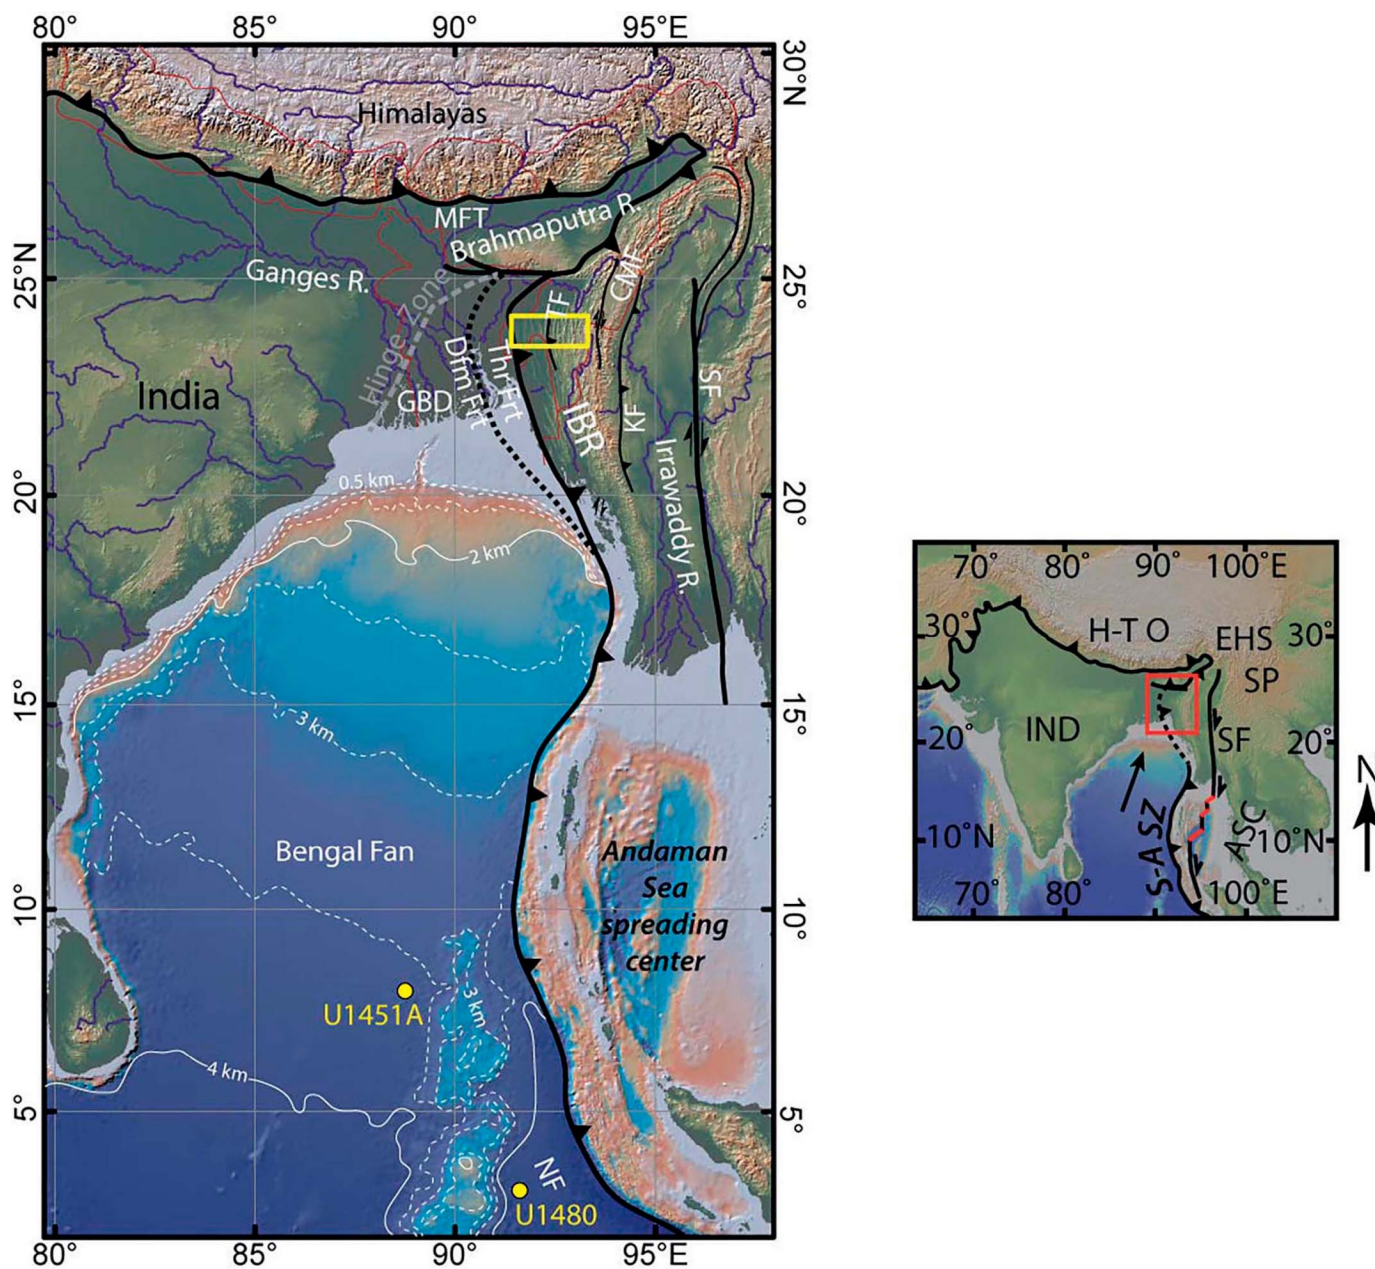 80° 85° 90° 95°E
30°N
Himalayas
MFT
Brahmaputra R.
25°N
Ganges R.
25°
CMF
TF
Hinge Zone
Dfm Frt
Thr Frt
SF
India
GBD
IBR
KF
Irrawaddy R.
20°
0.5 km
20°
2 km
15°
15°
3 km
Bengal Fan
Andaman
Sea
spreading
center
10°
10°
3 km
U1451A
4 km
5°
5°
NF
U1480
80° 85° 90° 95°E
70° 80° 90° 100°E
30° 30°
H-T O
EHS
SP
IND
SF
20° 20°
N
S-ASZ
ASC
10°N 10°N
70° 80° 100°E